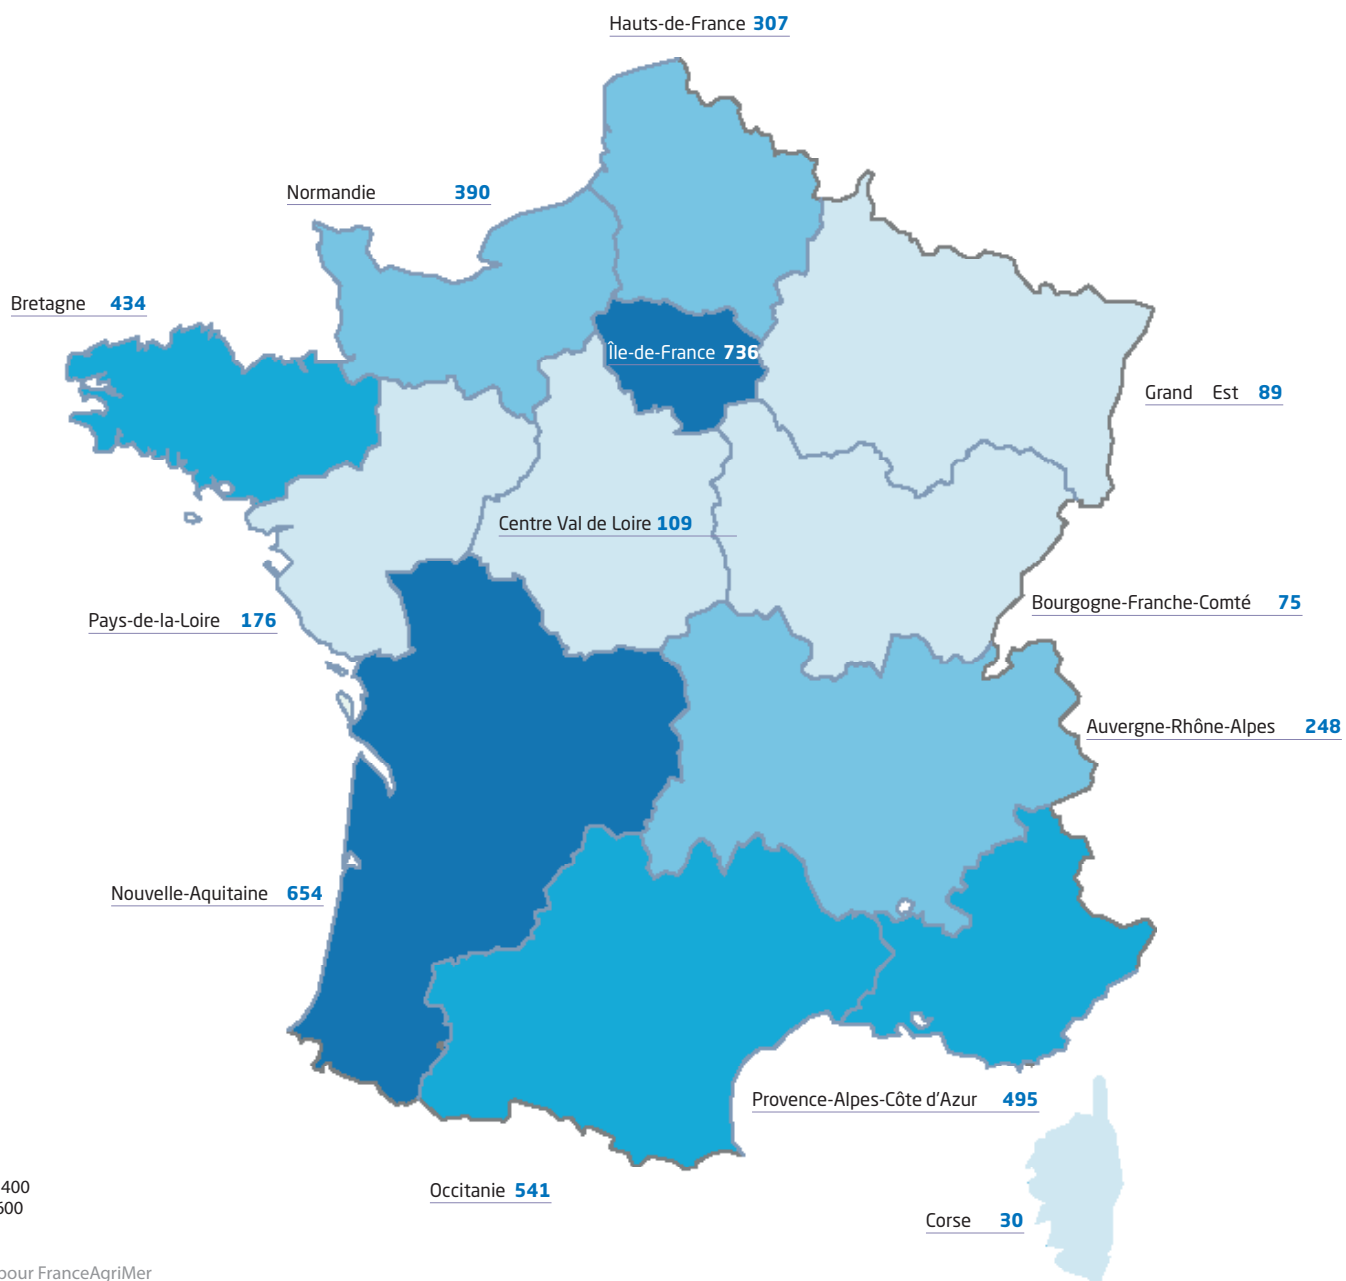 Hauts-de-France 307
Normandie 390
Bretagne 434
Île-de-France 736
Grand Est 89
Centre Val de Loire 109
Bourgogne-Franche-Comté 75
Pays-de-la-Loire 176
Auvergne-Rhône-Alpes 248
Nouvelle-Aquitaine 654
Provence-Alpes-Côte d'Azur 495
Occitanie 541
400
600
Corse 30
pour FranceAgriMer